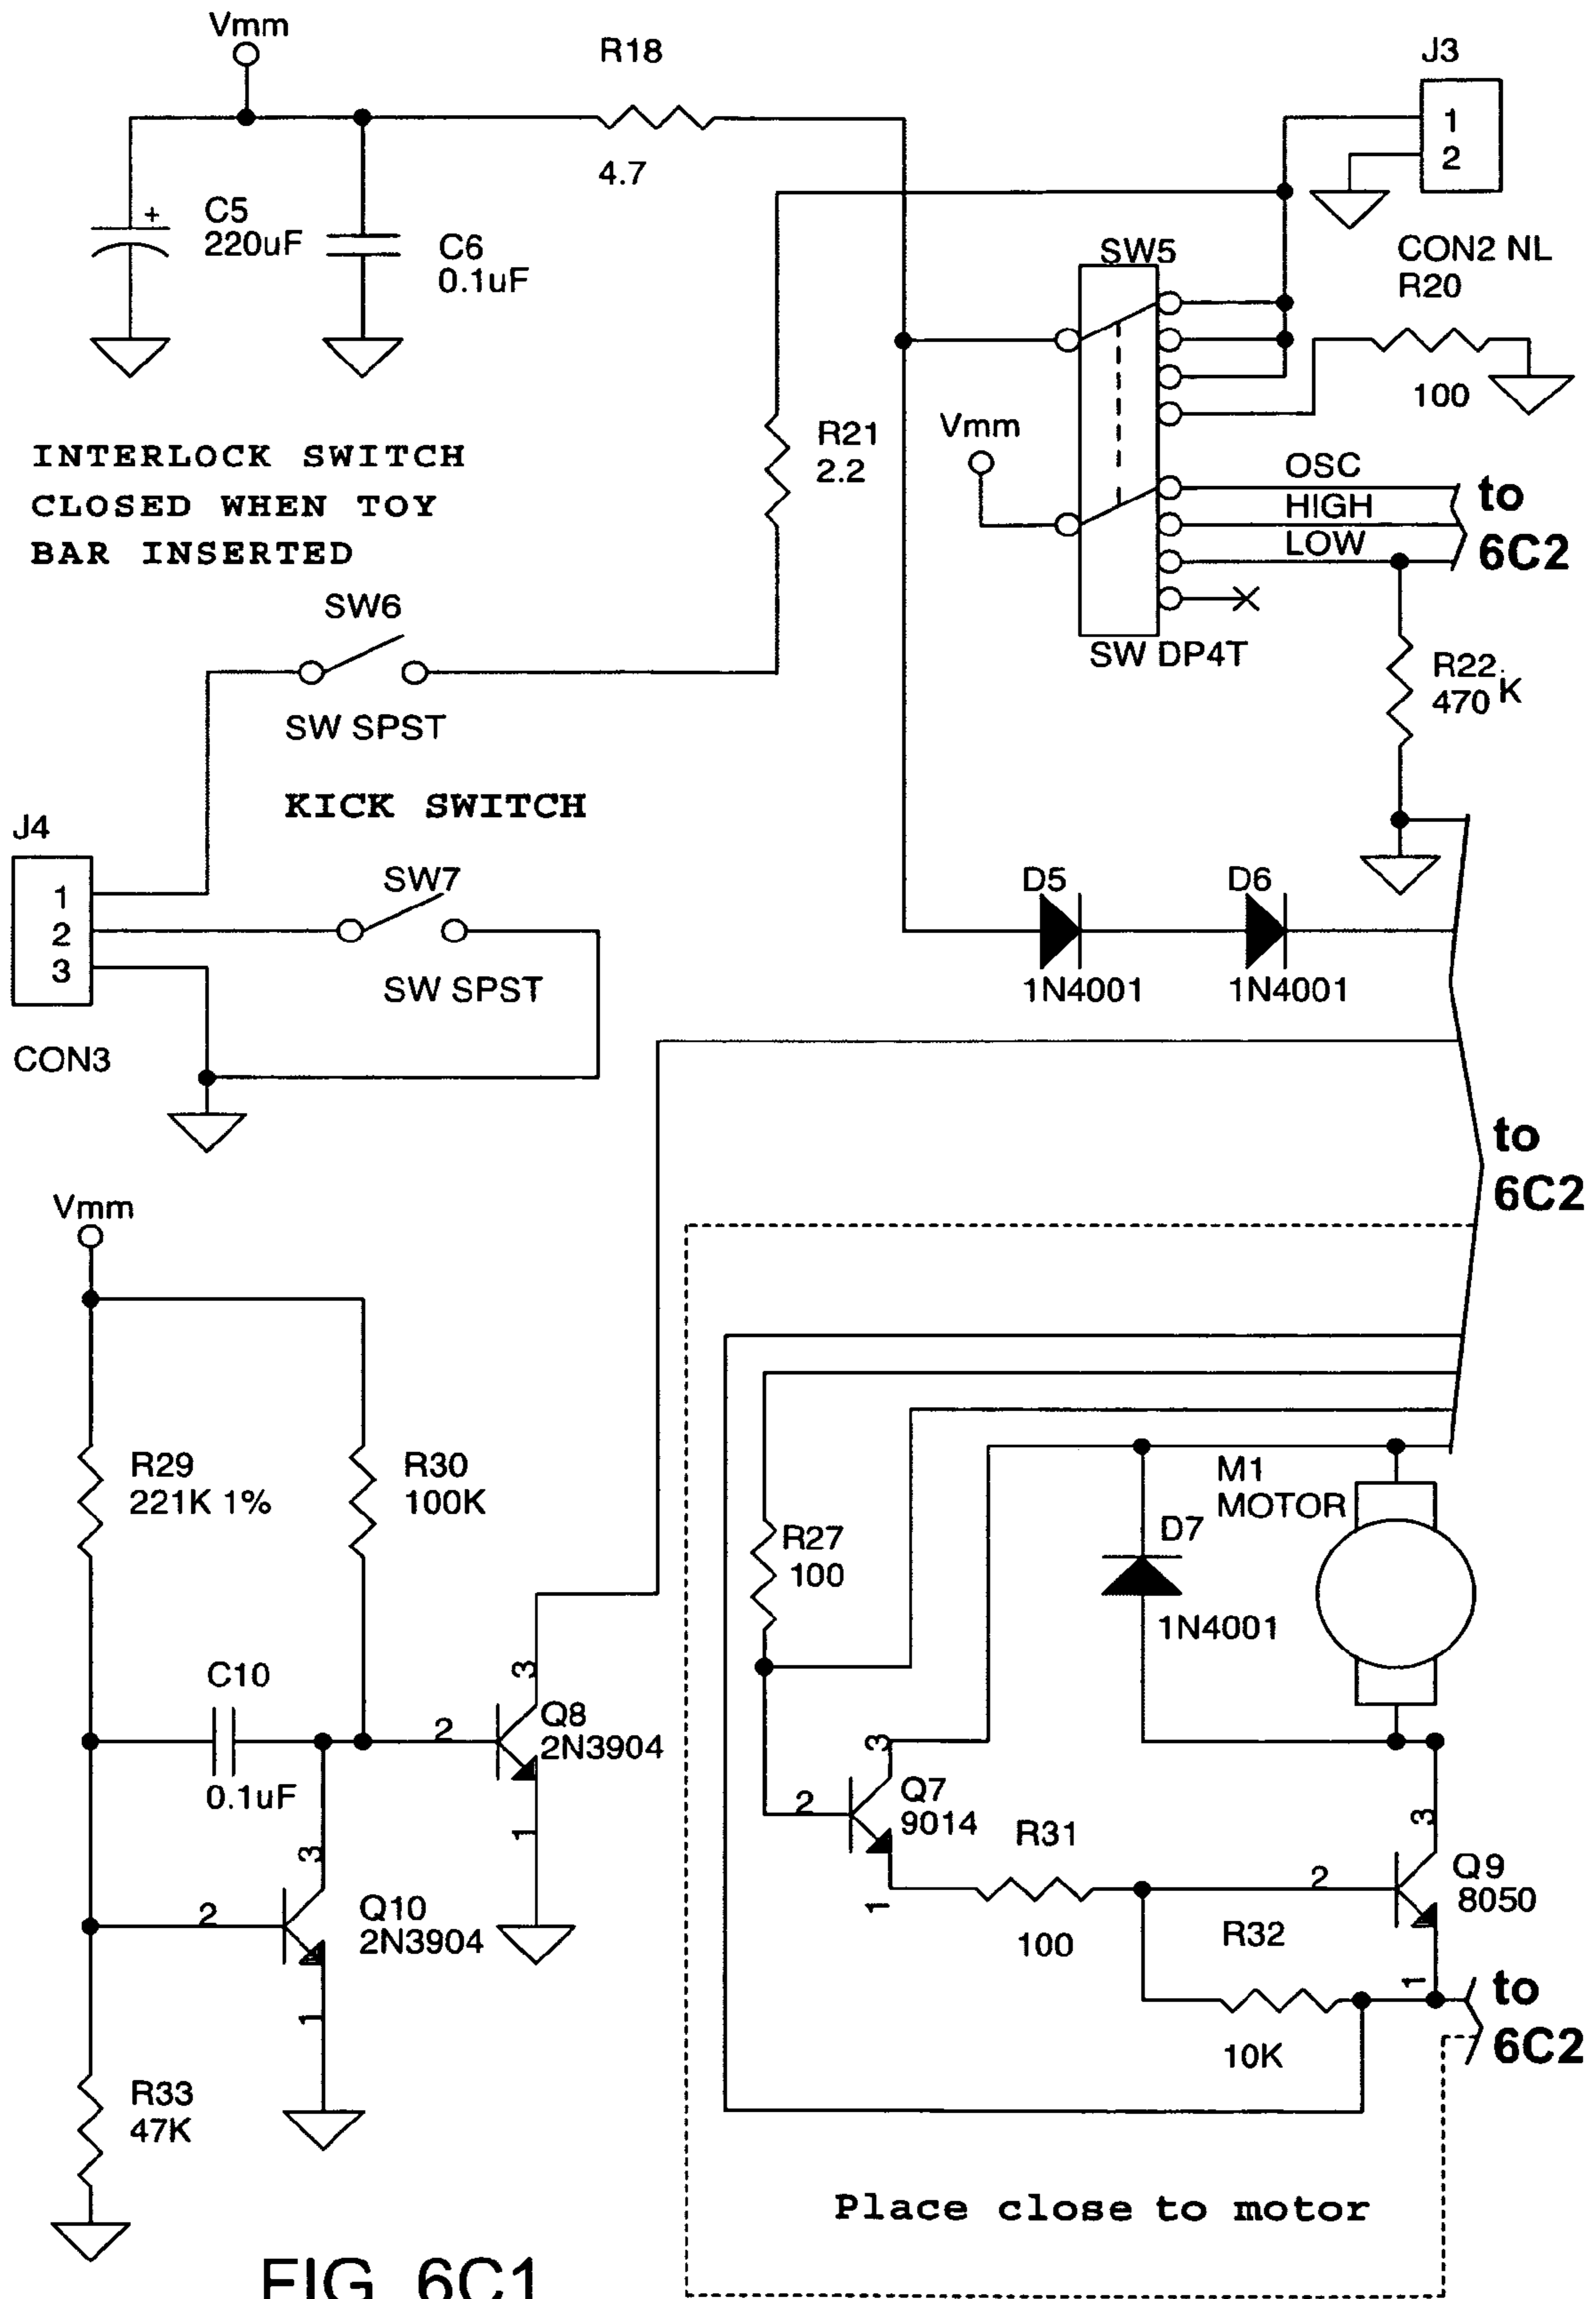 Vmm
R18
4.7
J3
1
2
C5
220uF
+
C6
0.1uF
CON2 NL
R20
100
SW5
Vmm
R21
2.2
OSC
HIGH
LOW
to
6C2
SW DP4T
R22
470 K
INTERLOCK SWITCH
CLOSED WHEN TOY
BAR INSERTED
SW6
SW SPST
KICK SWITCH
J4
1
2
3
CON3
SW7
SW SPST
D5
1N4001
D6
1N4001
to
6C2
Vmm
R29
221K 1%
R30
100K
C10
0.1uF
3
2
Q8
2N3904
1
3
2
Q10
2N3904
1
R33
47K
R27
100
M1
MOTOR
D7
1N4001
3
2
Q7
9014
1
R31
100
3
2
Q9
8050
1
R32
10K
to
6C2
Place close to motor
FIG. 6C1